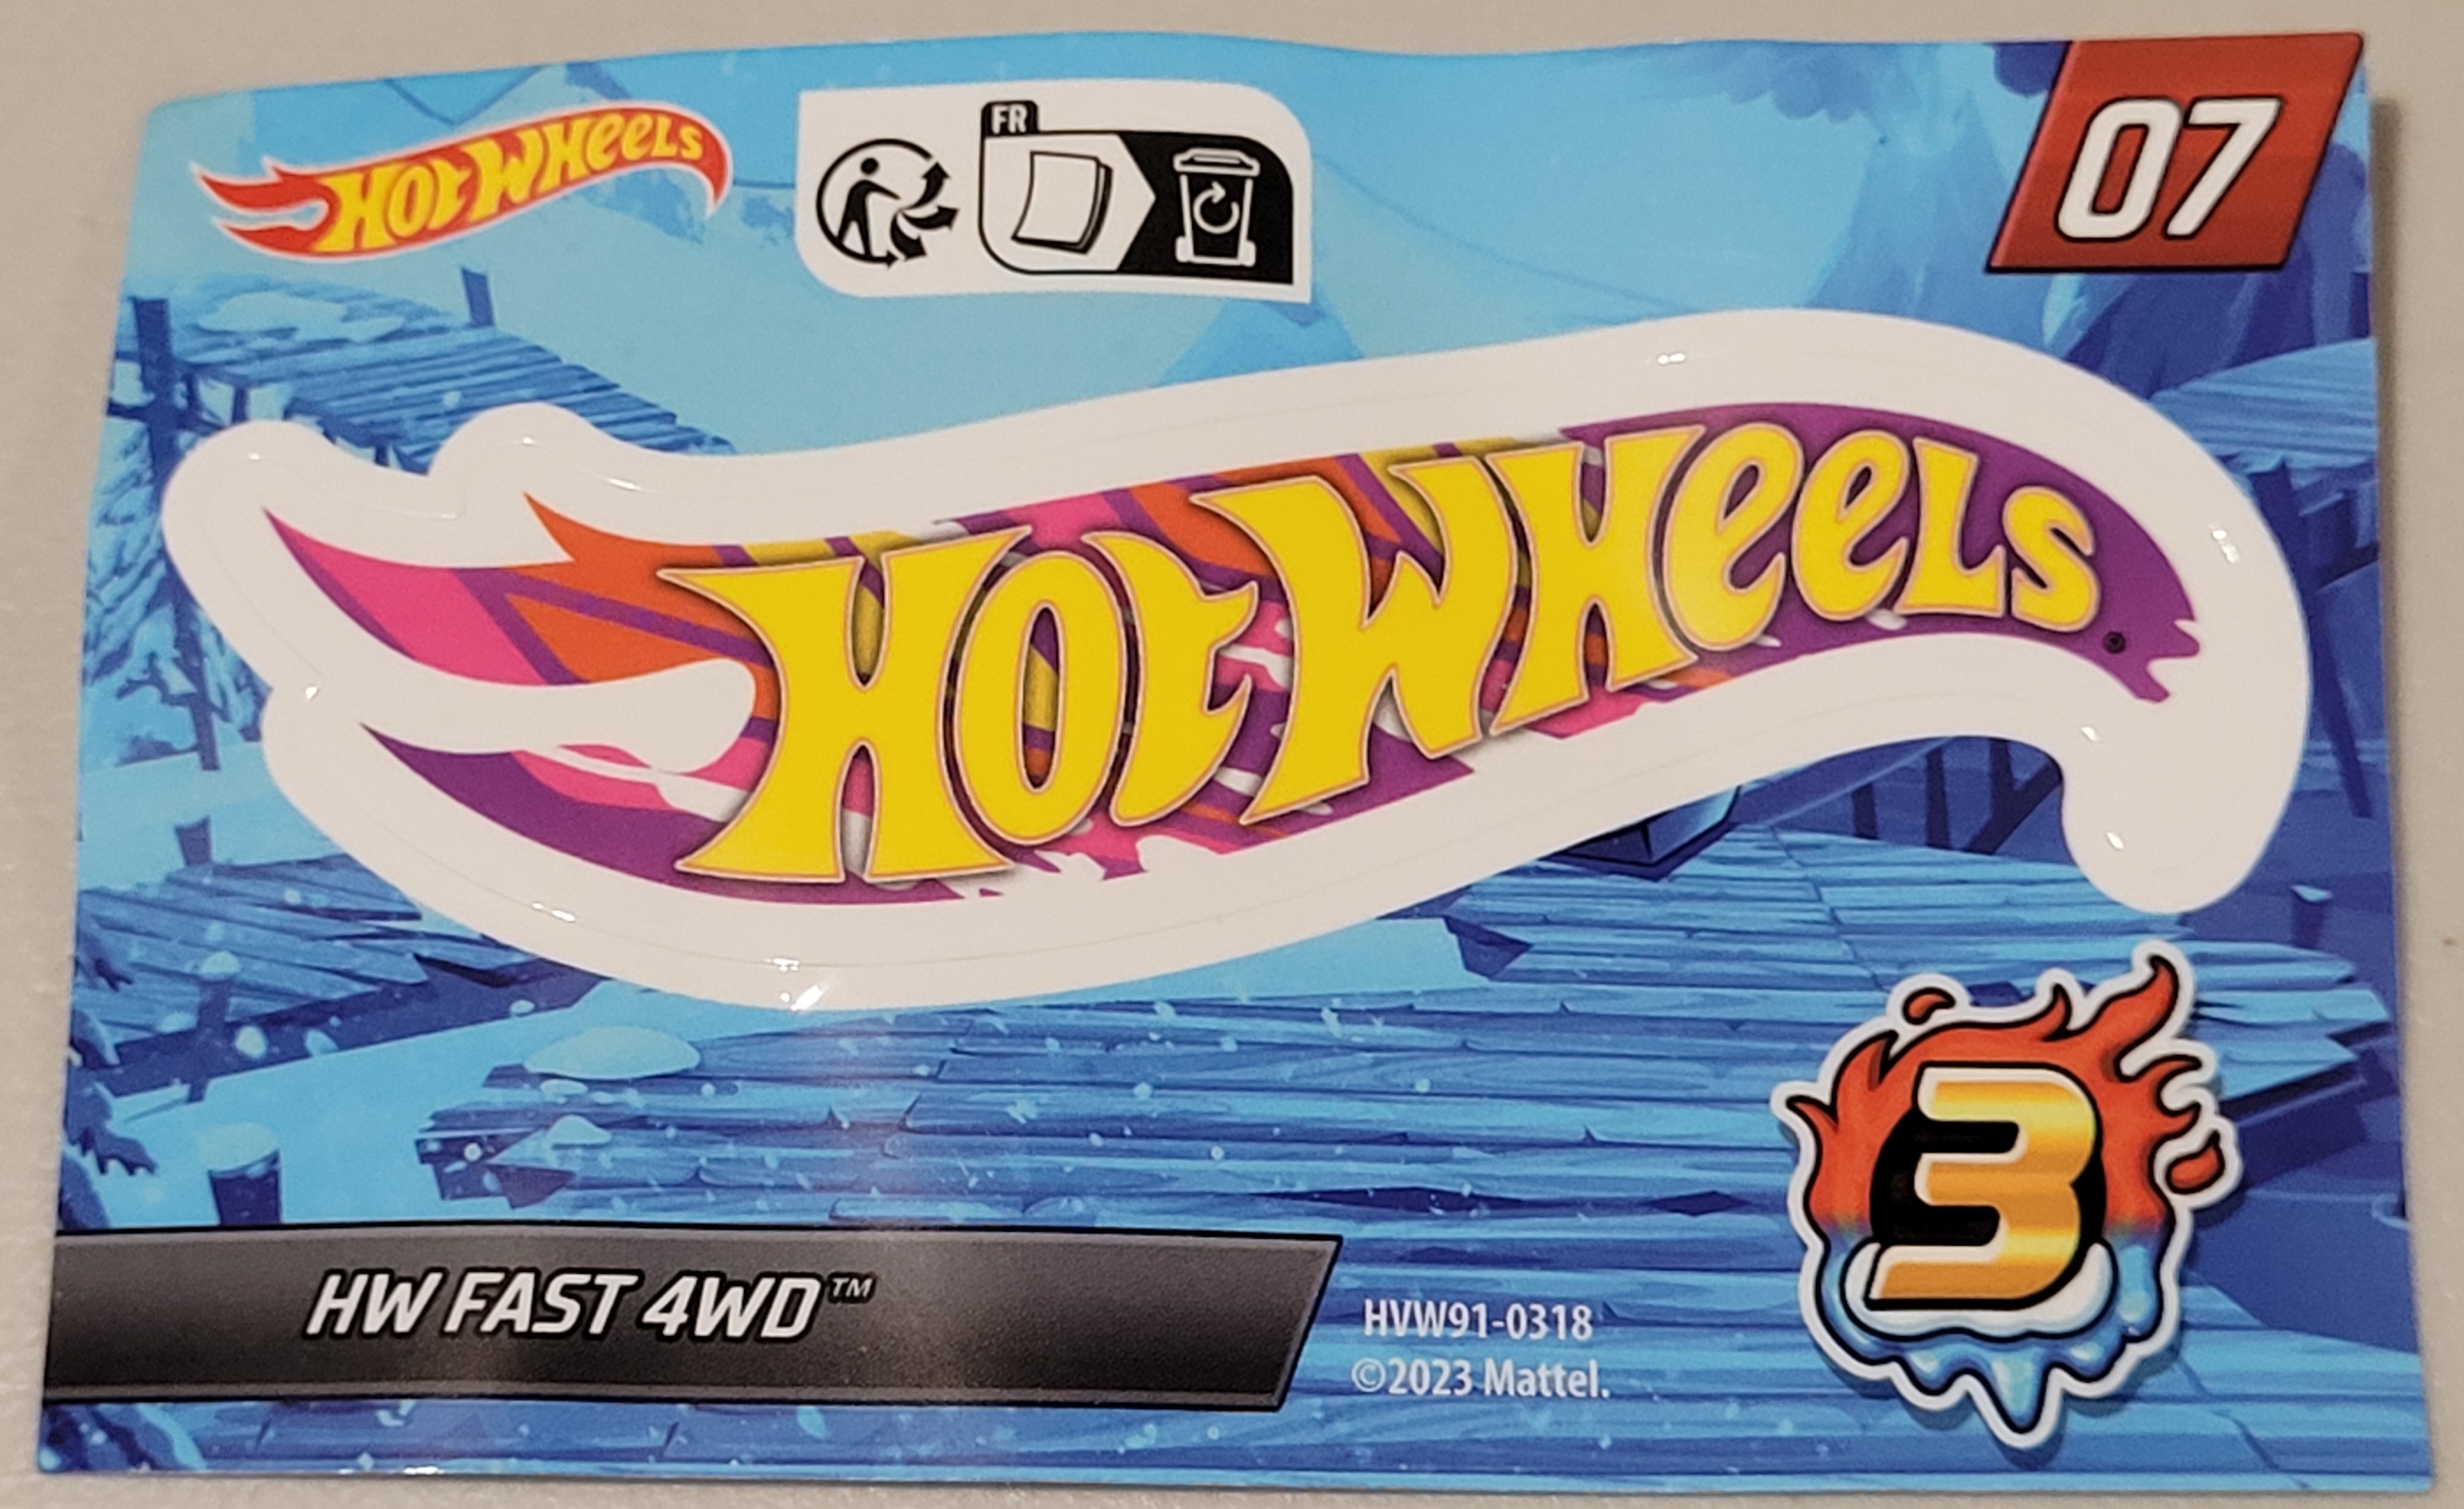 HOT WHEELS
FR
07
HOT WHEELS
®
3
HW FAST 4WD™
HVW91-0318
©2023 Mattel.